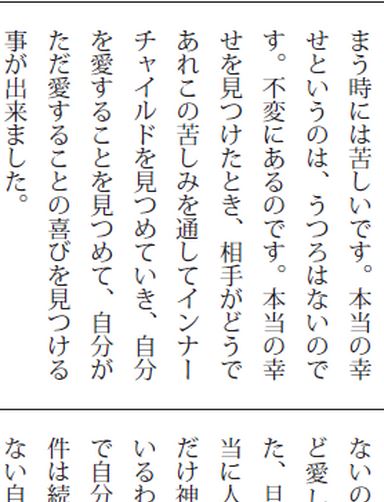 まう時には苦しいです。本当の幸
せというのは、うつろはないので
す。不変にあるのです。本当の幸
せを見つけたとき、相手がどうで
あれこの苦しみを通してインナー
チャイルドを見つめていき、自分
を愛することを見つめて、自分が
ただ愛することの喜びを見つける
事が出来ました。
ないの
ど愛し
た、日
当に人
だけ神
いるわ
で自分
件は続
ない自